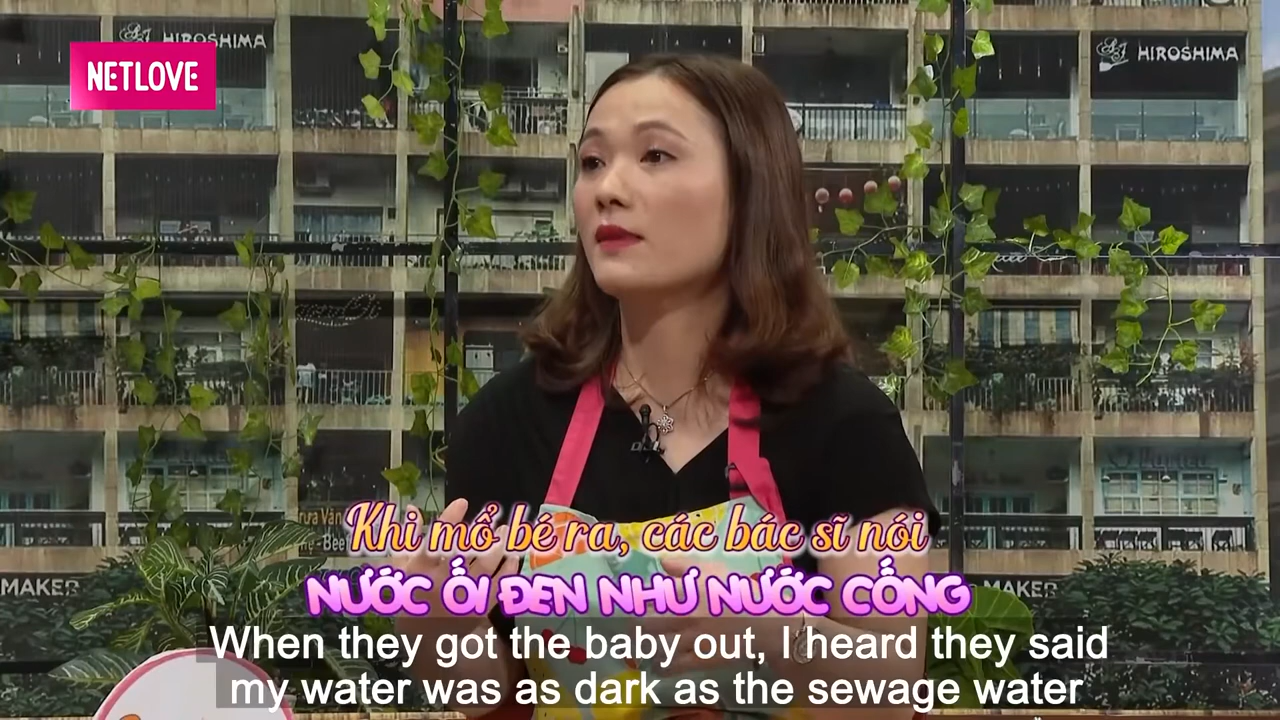 HIROSHIMA
HIROSHIMA
NETLOVE
Khi mổ bé ra, các bác sĩ nói
NƯỚC ỐI ĐEN NHƯ NƯỚC CỐNG
MAKER
MAKER
When they got the baby out, I heard they said
my water was as dark as the sewage water